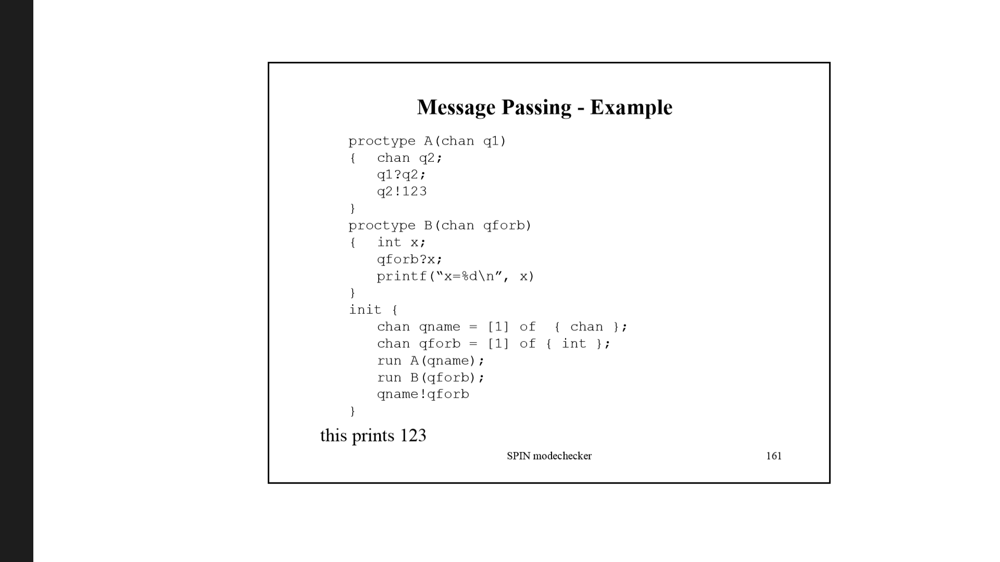 Message Passing - Example
proctype A(chan q1)
{ chan q2;
q1?q2;
q2!123
}
proctype B(chan qforb)
{ int x;
qforb?x;
printf(“x=%d\n”, x)
}
init {
chan qname = [1] of { chan };
chan qforb = [1] of { int };
run A(qname);
run B(qforb);
qname!qforb
}
this prints 123
SPIN modechecker 161